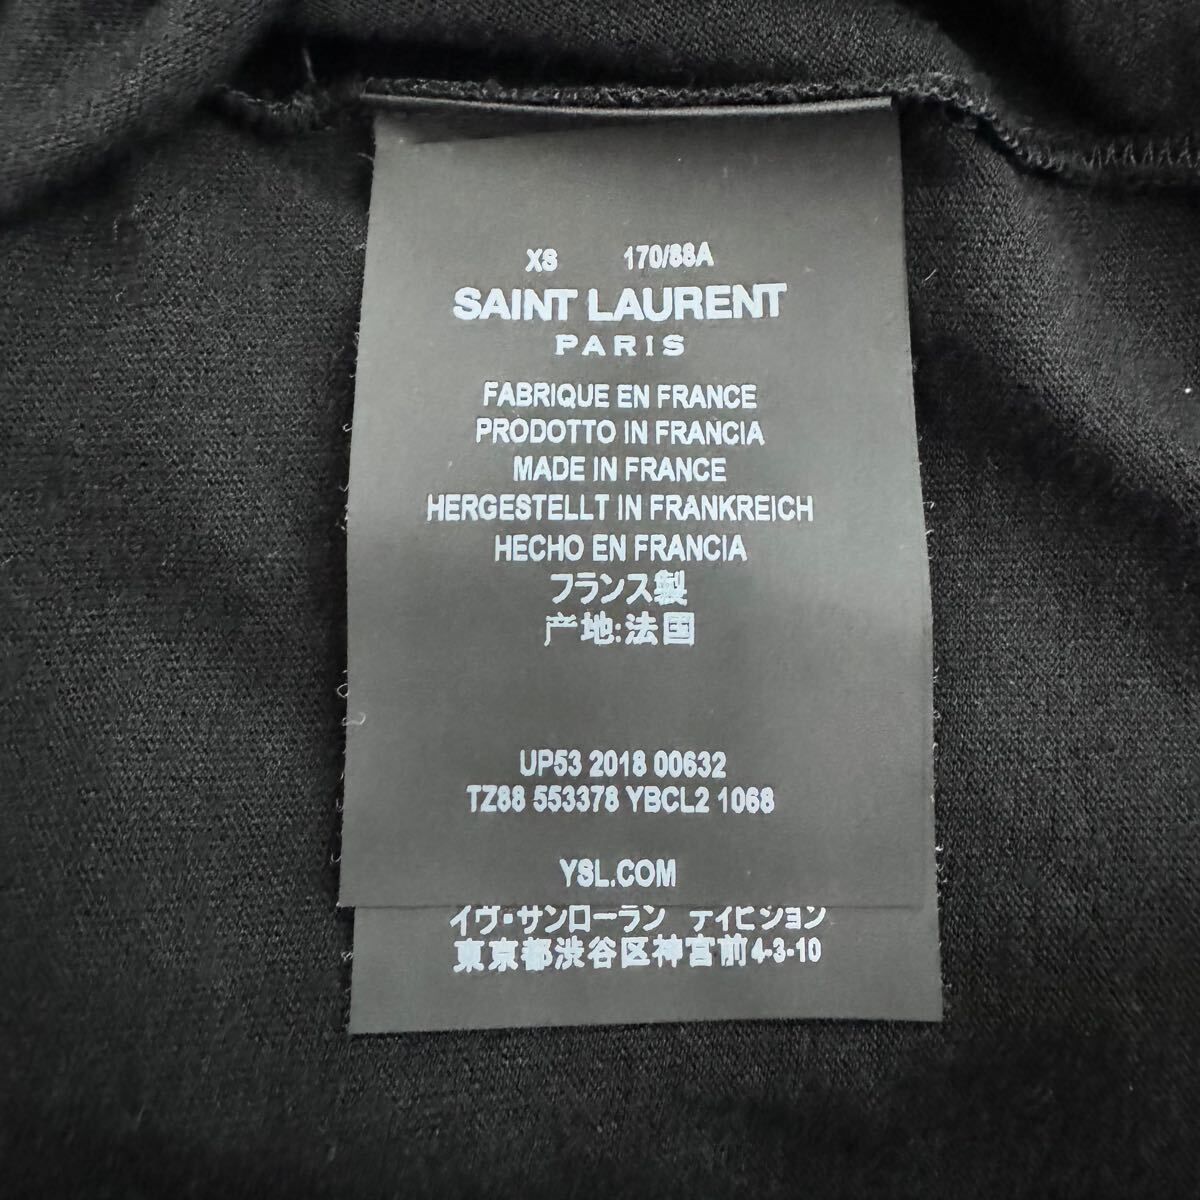 XS 170/88A
SAINT LAURENT
PARIS
FABRIQUE EN FRANCE
PRODOTTO IN FRANCIA
MADE IN FRANCE
HERGESTELLT IN FRANKREICH
HECHO EN FRANCIA
フランス製
产地:法国
UP53 2018 00632
TZ88 553378 YBCL2 1068
YSL.COM
イヴ・サンローラン ディビジョン
東京都渋谷区神宮前4-3-10